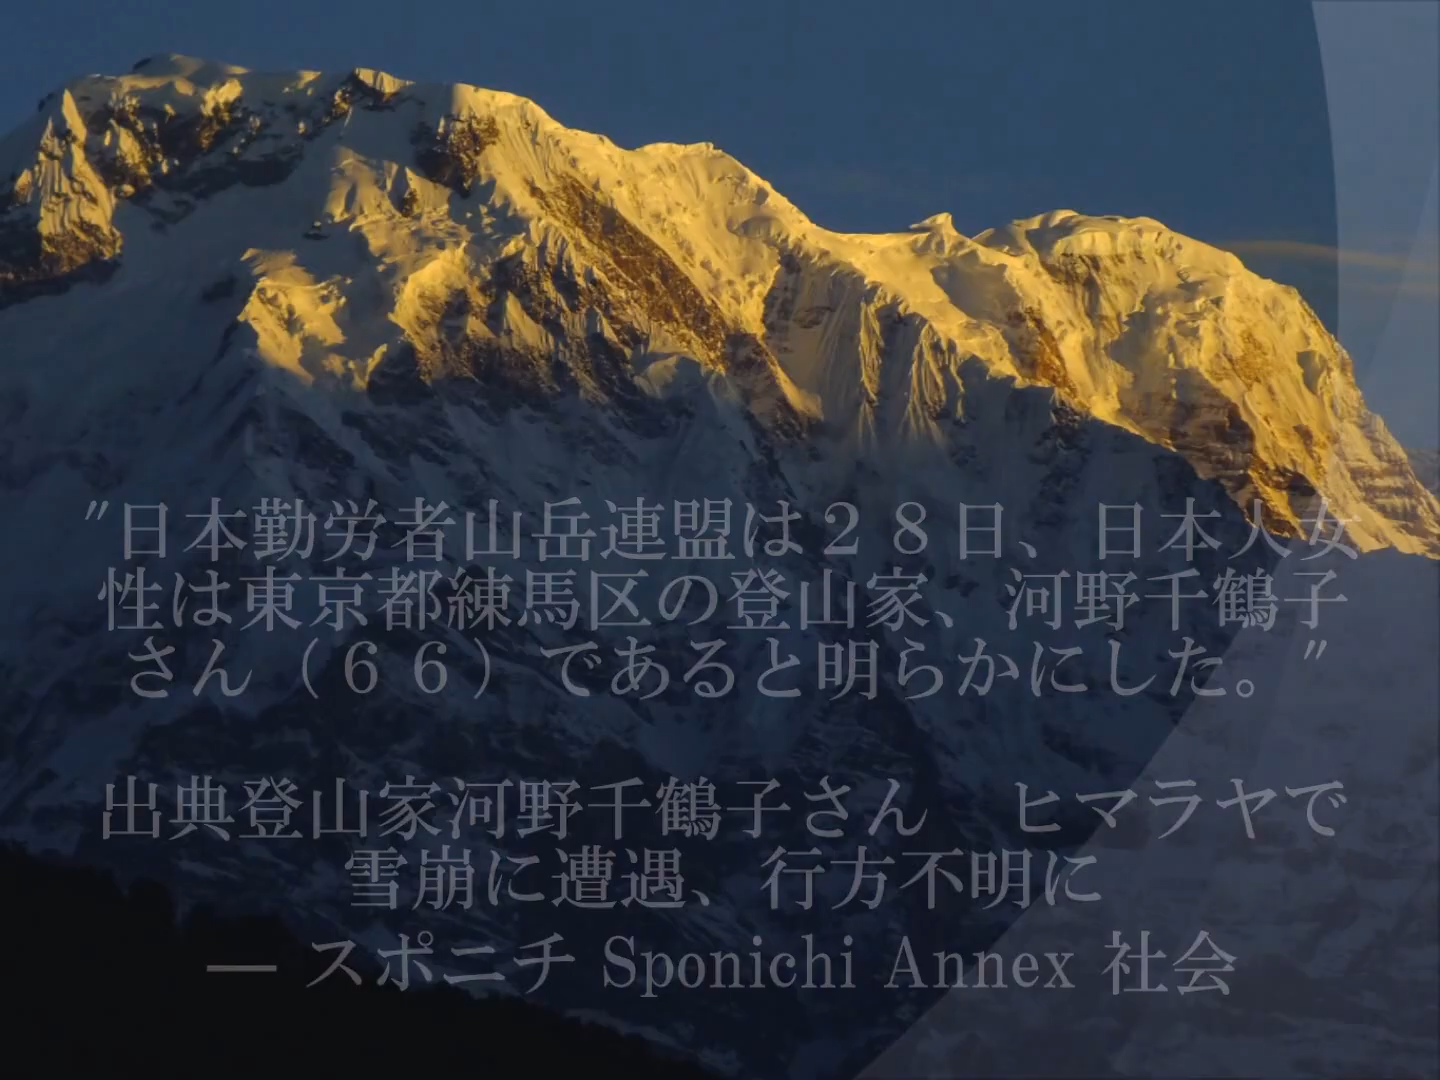 "日本勤労者山岳連盟は２８日、日本人女
性は東京都練馬区の登山家、河野千鶴子
さん（６６）であると明らかにした。"
出典登山家河野千鶴子さん　ヒマラヤで
雪崩に遭遇、行方不明に
— スポニチ Sponichi Annex 社会